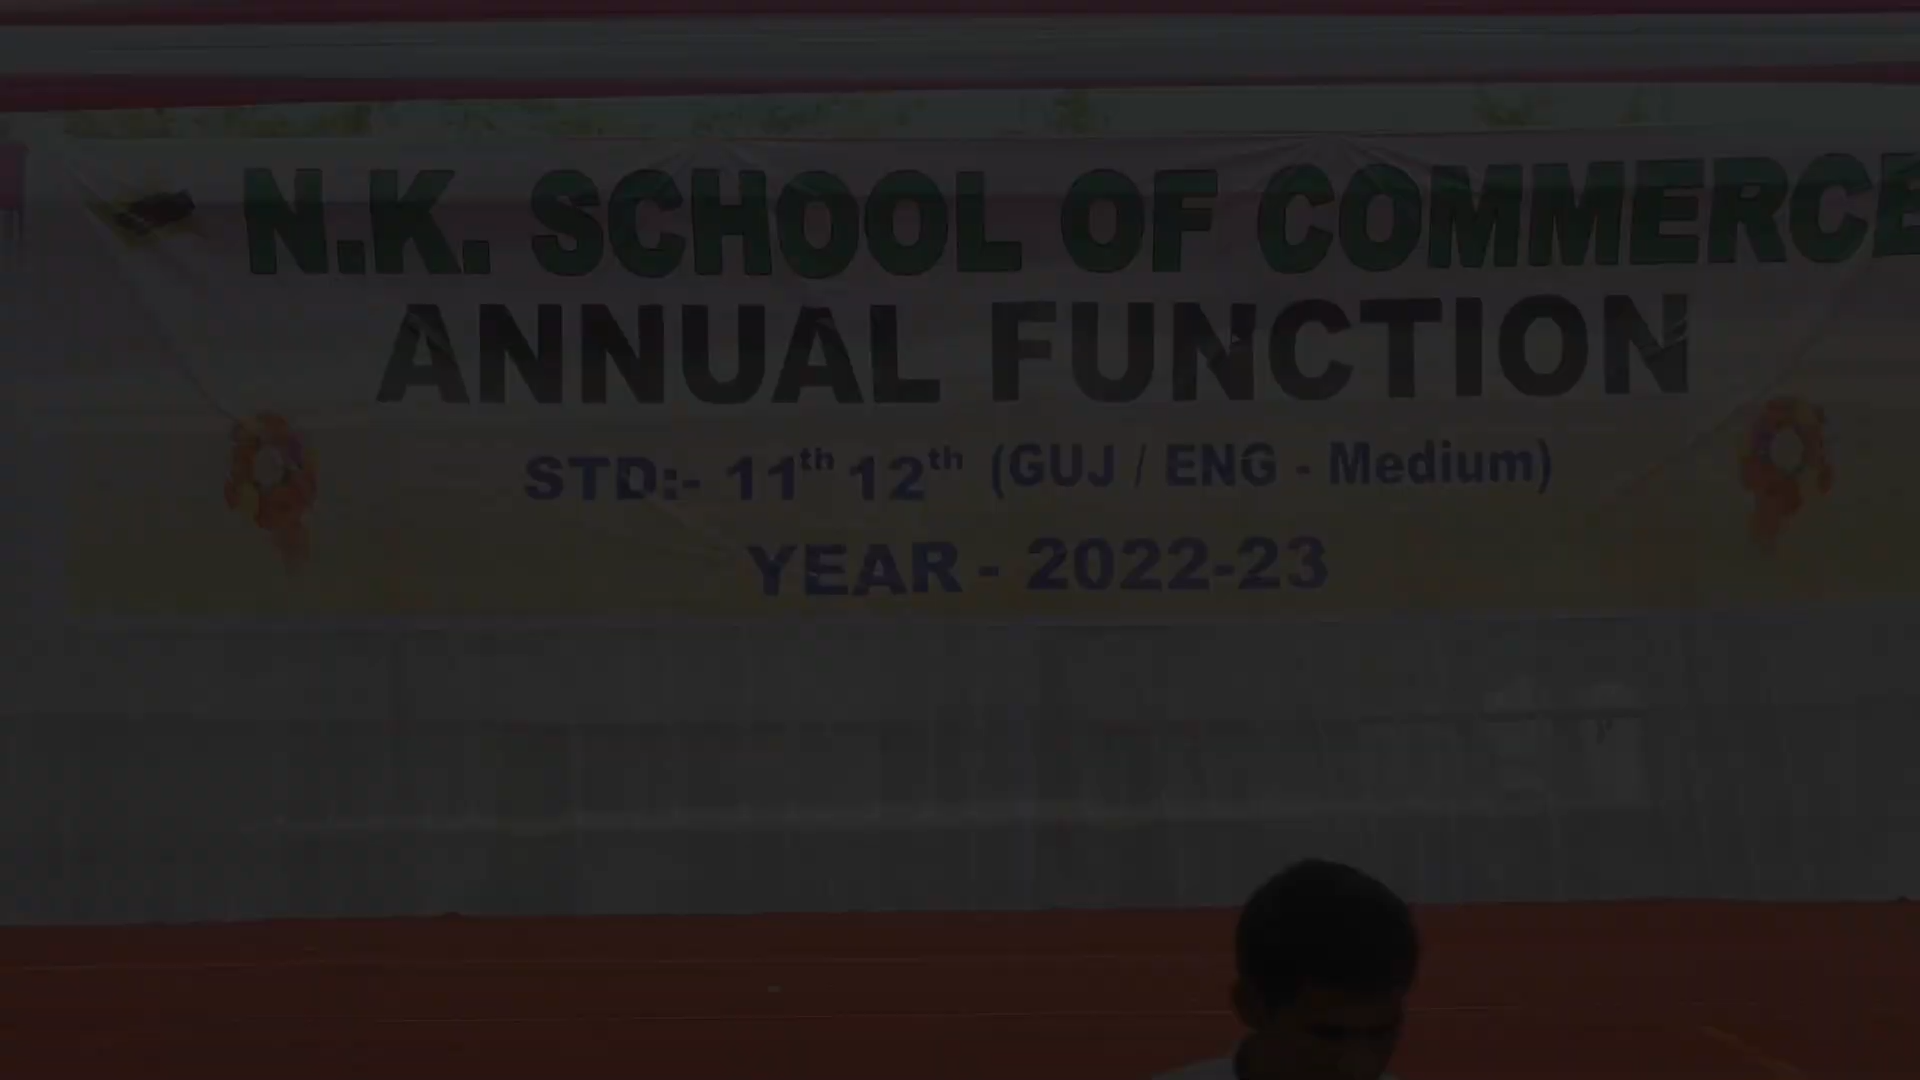 N.K. SCHOOL OF COMMERCE
ANNUAL FUNCTION
STD:- 11th 12th (GUJ / ENG - Medium)
YEAR - 2022-23